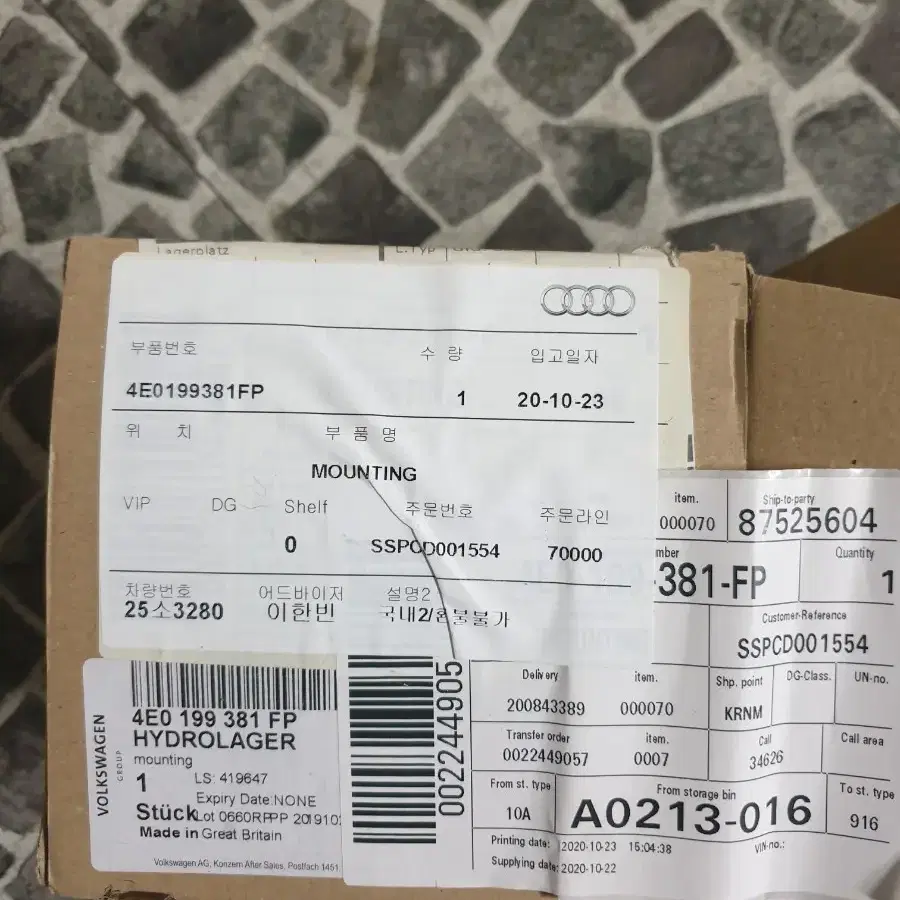 Lagerplatz
L.Typ
부품번호 수 량 입고일자
4E0199381FP 1 20-10-23
위 치 부 품 명
MOUNTING
VIP DG Shelf 주문번호 주문라인
0 SSPCD001554 70000
차량번호 어드바이저 설명2
25소3280 이한빈 국내2/혼불불가
item. Ship-to-party
000070 87525604
mber Quantity
-381-FP 1
Customer-Reference
SSPCD001554
Delivery item. Shp. point DG-Class. UN-no.
200843389 000070 KRNM
Transfer order item. Call Call area
0022449057 0007 34626
From st. type From storage bin To st. type
10A A0213-016 916
Printing date: 2020-10-23 15:04:38 VIN-no.:
Supplying date: 2020-10-22
0022244905
VOLKSWAGEN
GROUP
4E0 199 381 FP
HYDROLAGER
mounting
1 LS: 419647
Expiry Date:NONE
Stück Lot 0660RPPP 201910
Made in Great Britain
Volkswagen AG, Konzern After Sales, Postfach 1451